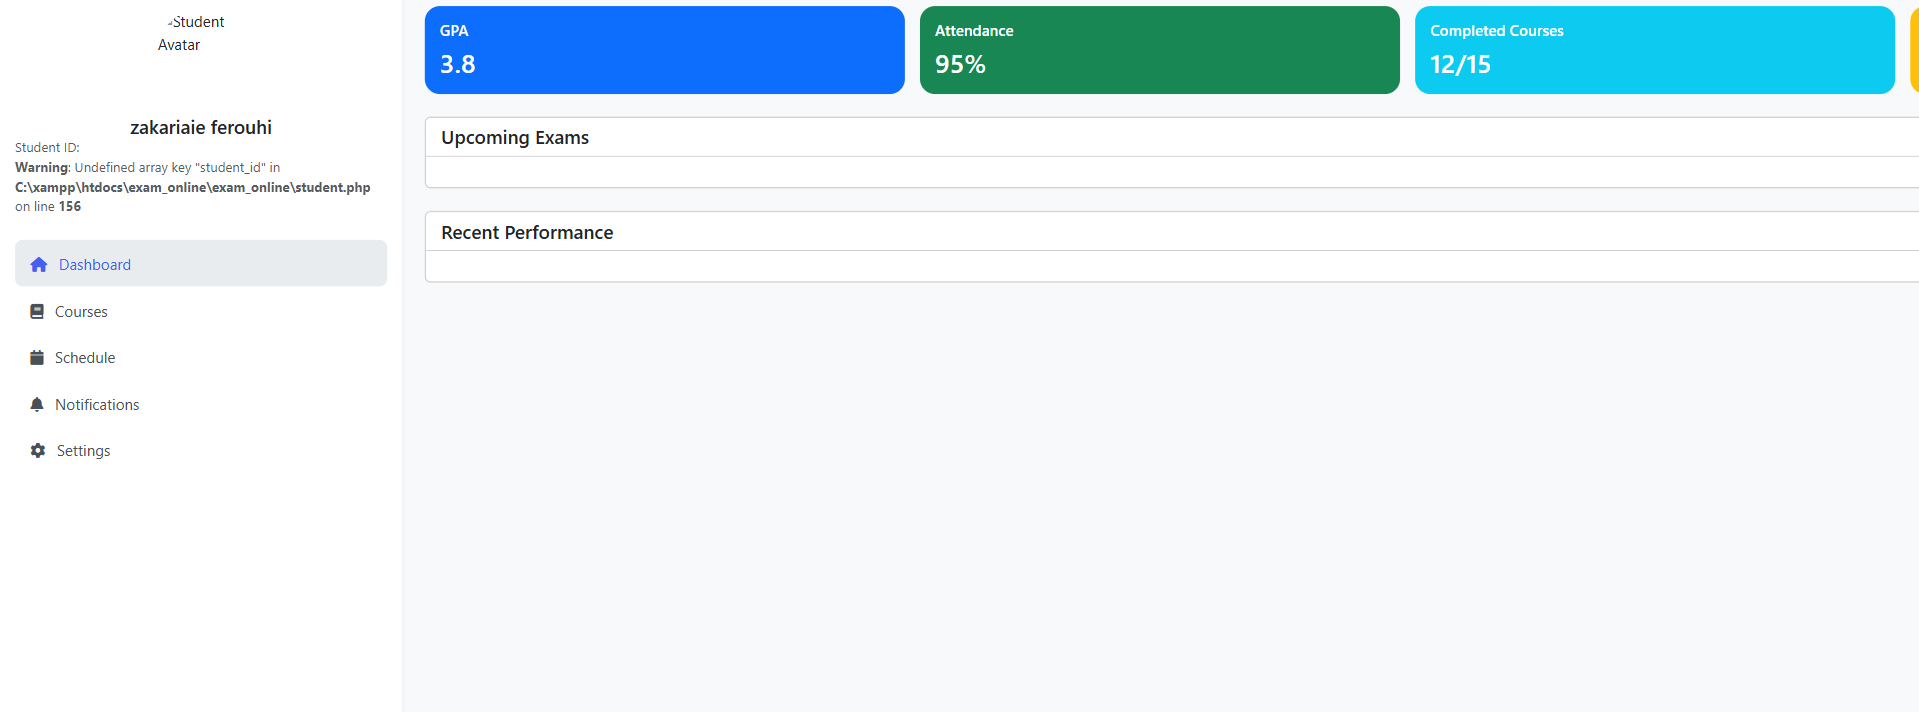 Student
Avatar
zakariaie ferouhi
Student ID:
Warning: Undefined array key "student_id" in
C:\xampp\htdocs\exam_online\exam_online\student.php
on line 156
Dashboard
Courses
Schedule
Notifications
Settings
GPA
3.8
Attendance
95%
Completed Courses
12/15
Upcoming Exams
Recent Performance